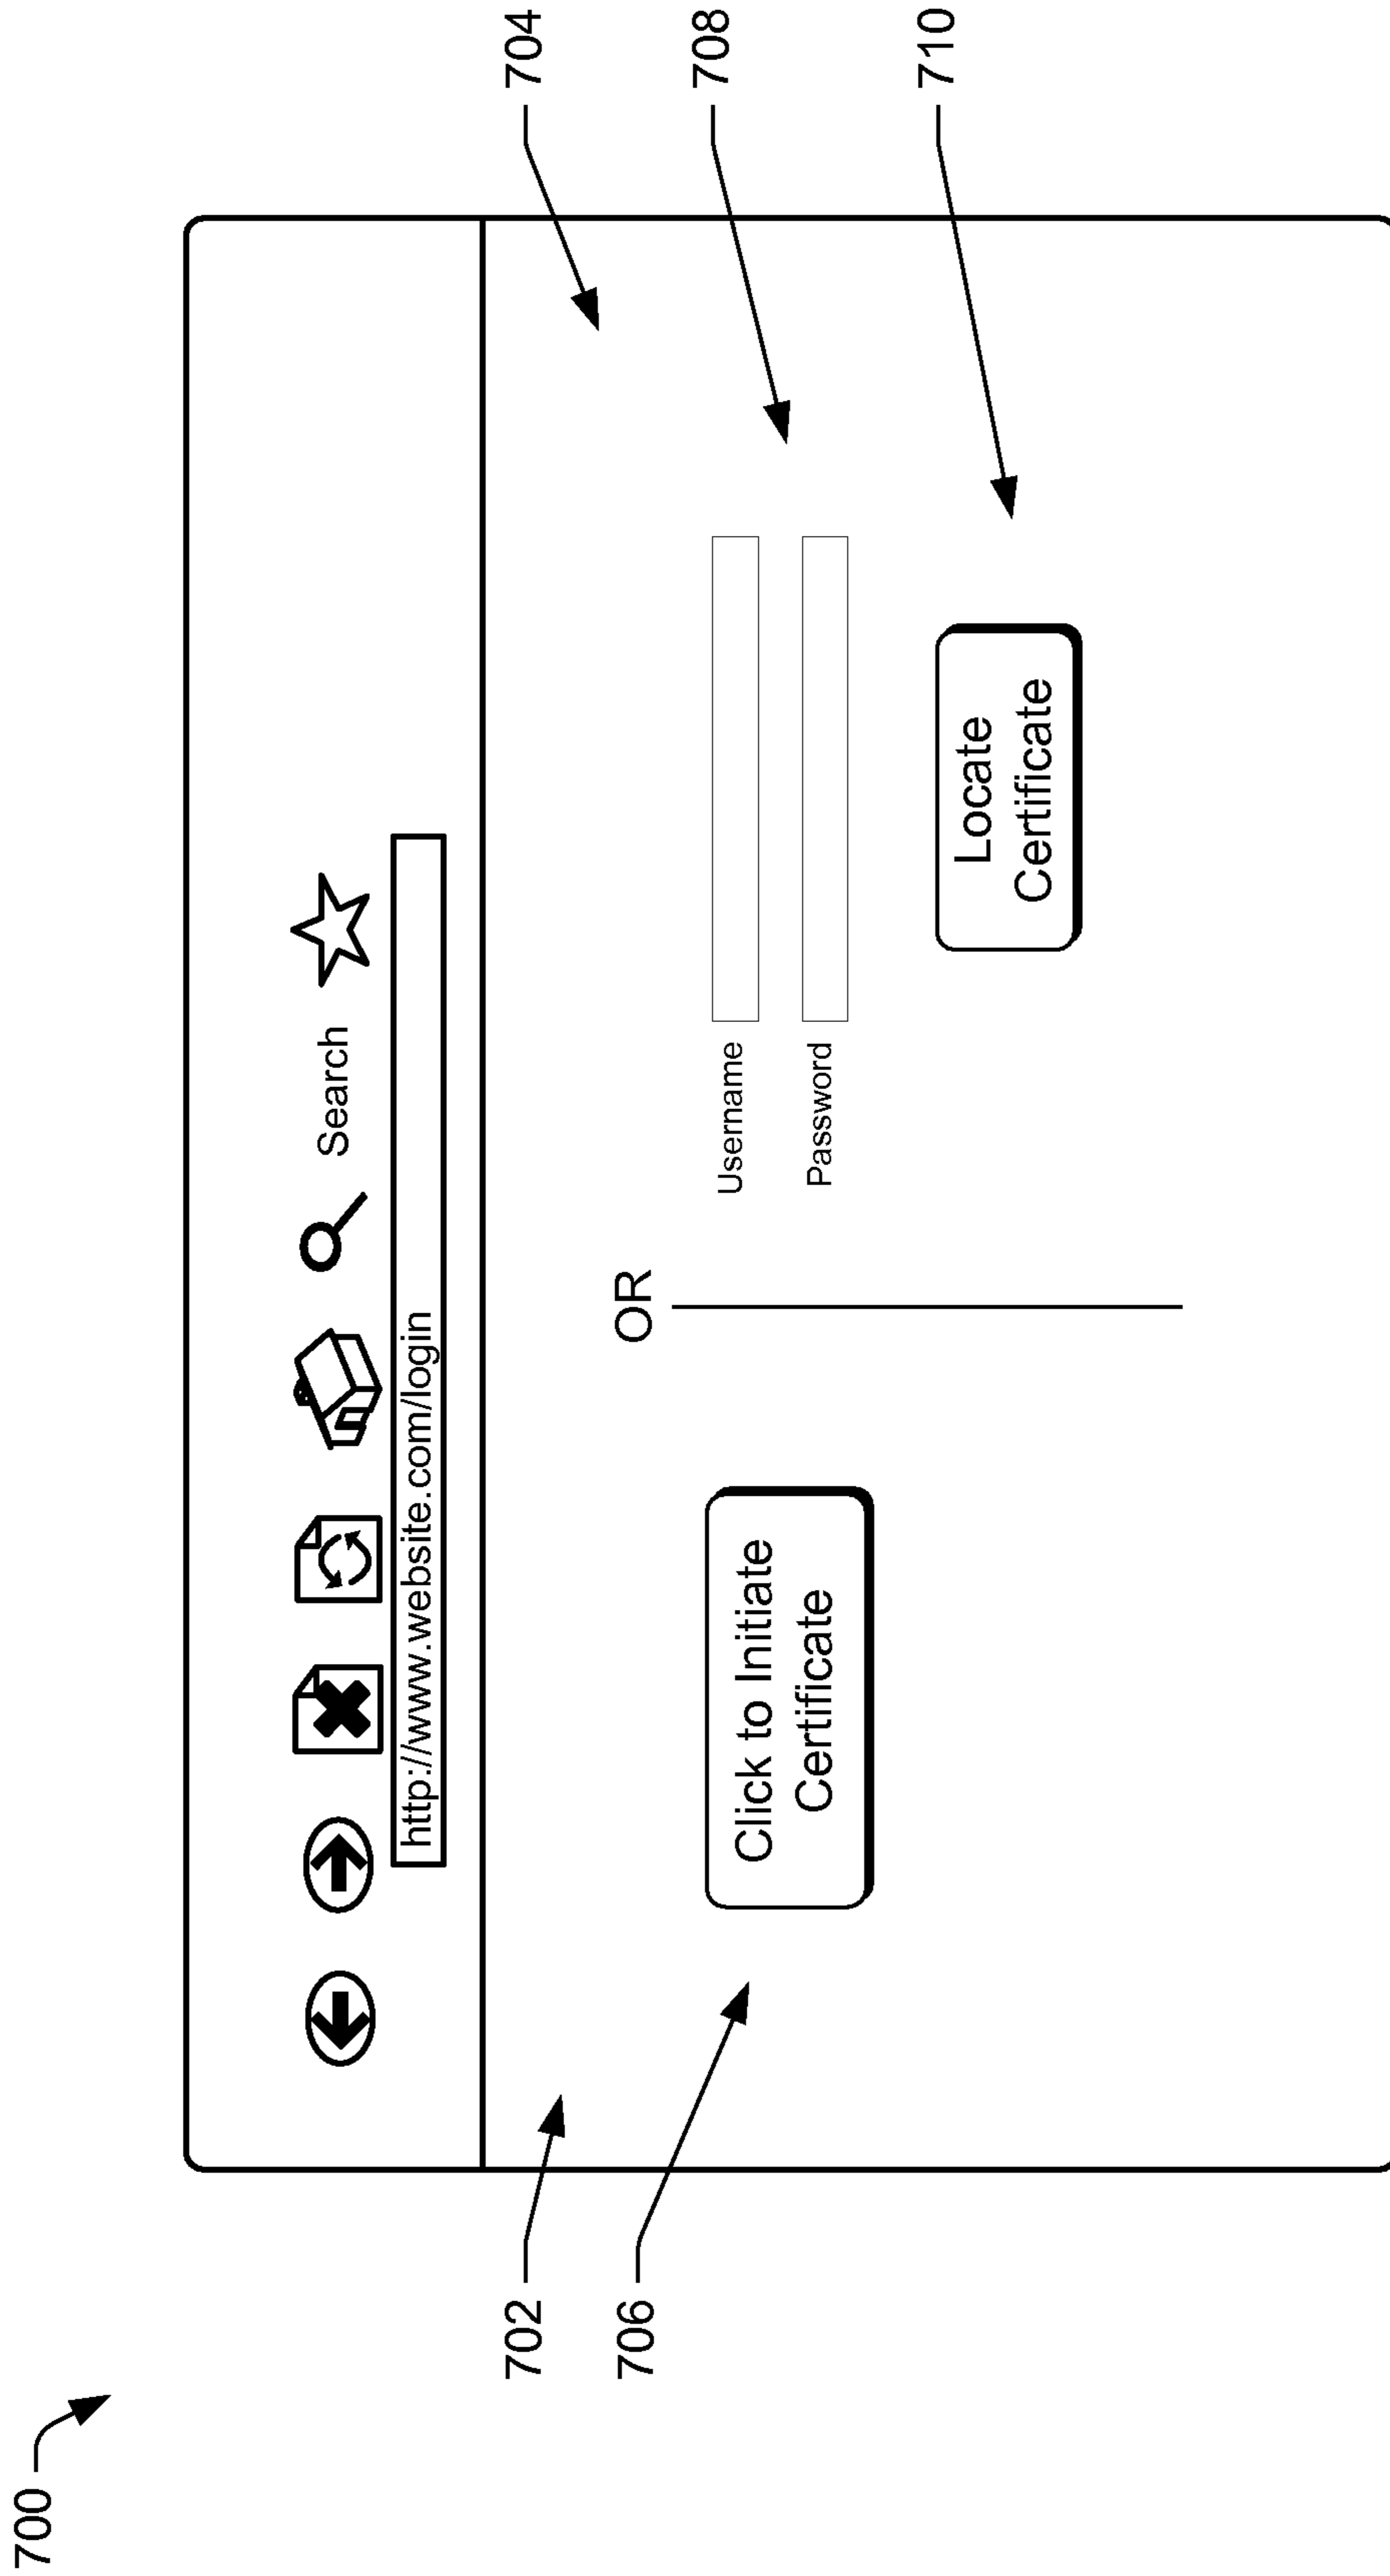 700
Search
http://www.website.com/login
702
704
OR
706
708
Click to Initiate
Certificate
Username
Password
710
Locate
Certificate